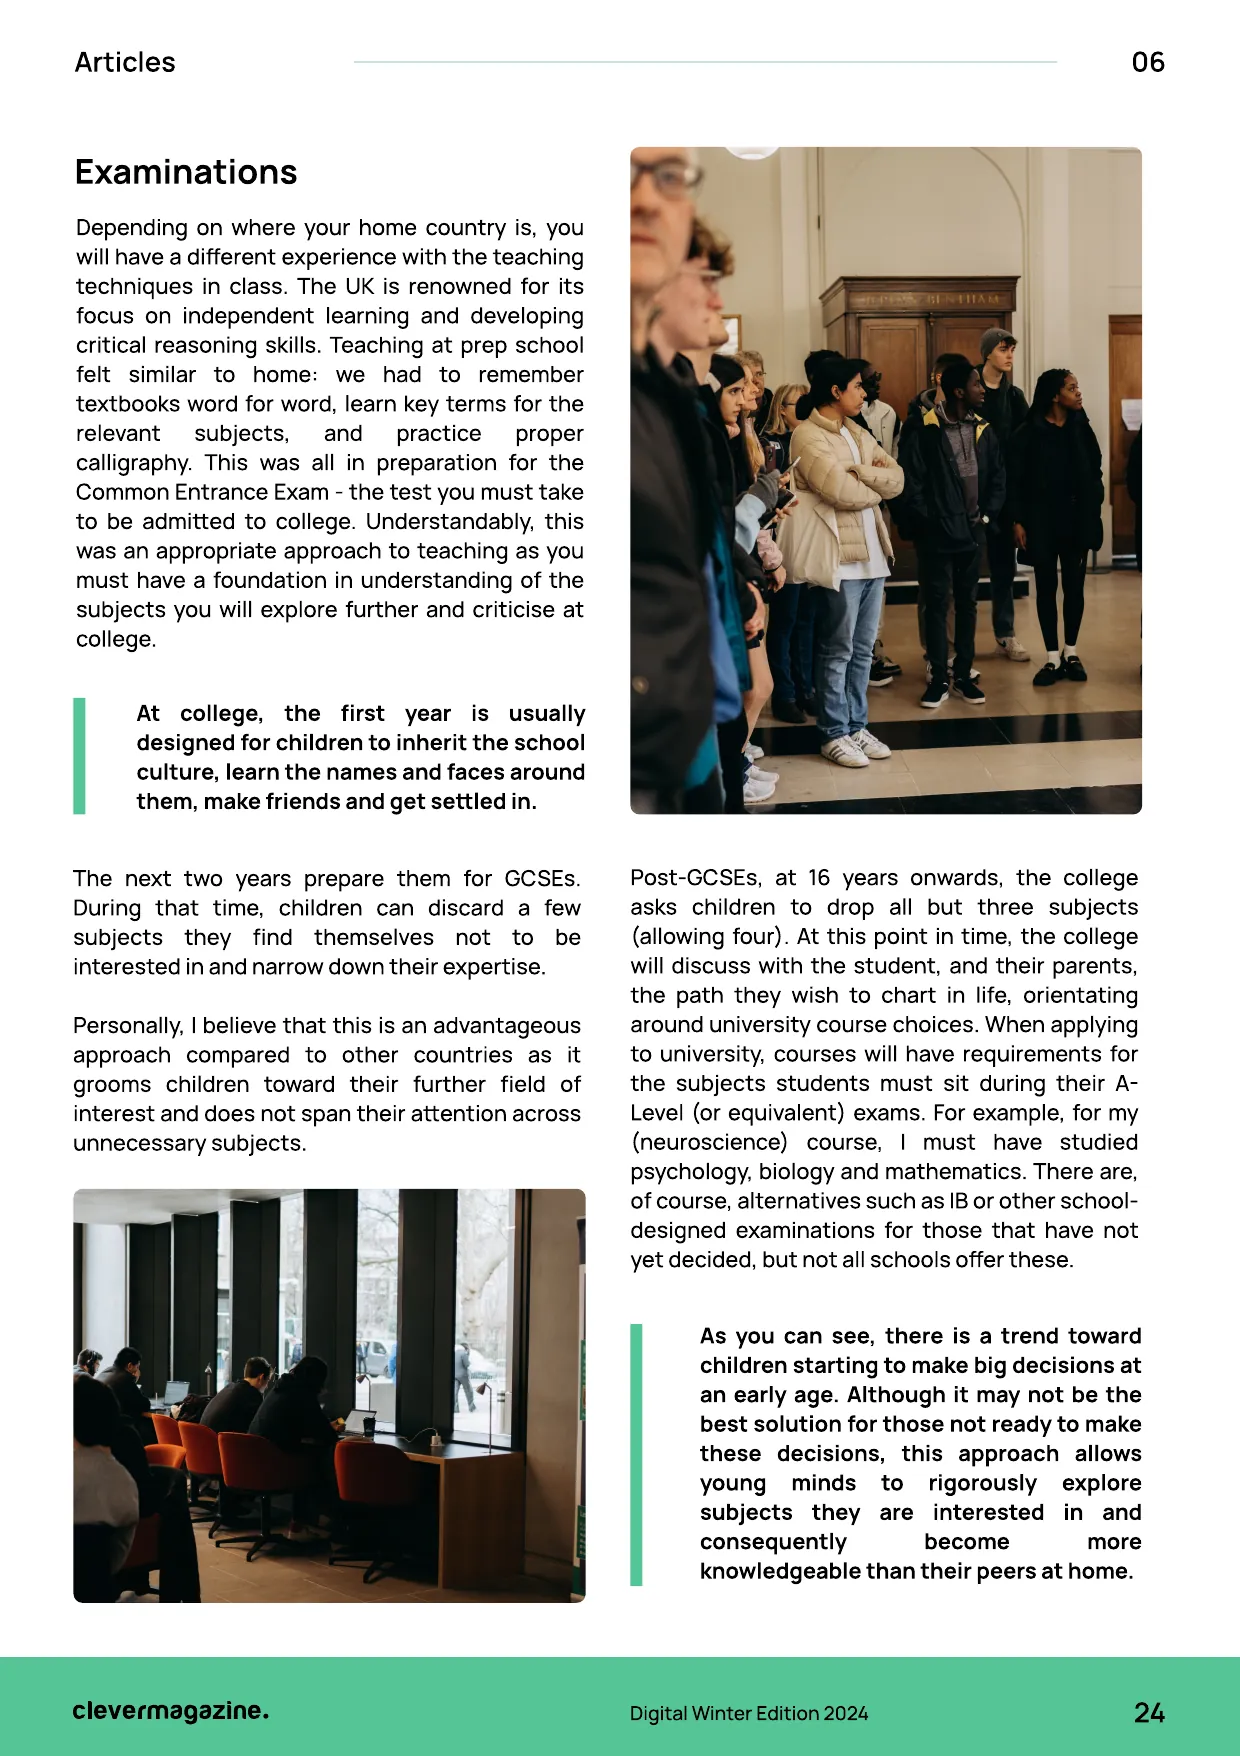 Articles
06
Examinations
Depending on where your home country is, you
will have a different experience with the teaching
techniques in class. The UK is renowned for its
focus on independent learning and developing
critical reasoning skills. Teaching at prep school
felt similar to home: we had to remember
textbooks word for word, learn key terms for the
relevant subjects, and practice proper
calligraphy. This was all in preparation for the
Common Entrance Exam - the test you must take
to be admitted to college. Understandably, this
was an appropriate approach to teaching as you
must have a foundation in understanding of the
subjects you will explore further and criticise at
college.
At college, the first year is usually
designed for children to inherit the school
culture, learn the names and faces around
them, make friends and get settled in.
The next two years prepare them for GCSEs.
During that time, children can discard a few
subjects they find themselves not to be
interested in and narrow down their expertise.
Personally, I believe that this is an advantageous
approach compared to other countries as it
grooms children toward their further field of
interest and does not span their attention across
unnecessary subjects.
BENTHAM
Post-GCSEs, at 16 years onwards, the college
asks children to drop all but three subjects
(allowing four). At this point in time, the college
will discuss with the student, and their parents,
the path they wish to chart in life, orientating
around university course choices. When applying
to university, courses will have requirements for
the subjects students must sit during their A-
Level (or equivalent) exams. For example, for my
(neuroscience) course, I must have studied
psychology, biology and mathematics. There are,
of course, alternatives such as IB or other school-
designed examinations for those that have not
yet decided, but not all schools offer these.
As you can see, there is a trend toward
children starting to make big decisions at
an early age. Although it may not be the
best solution for those not ready to make
these decisions, this approach allows
young minds to rigorously explore
subjects they are interested in and
consequently become more
knowledgeable than their peers at home.
clevermagazine.
Digital Winter Edition 2024
24